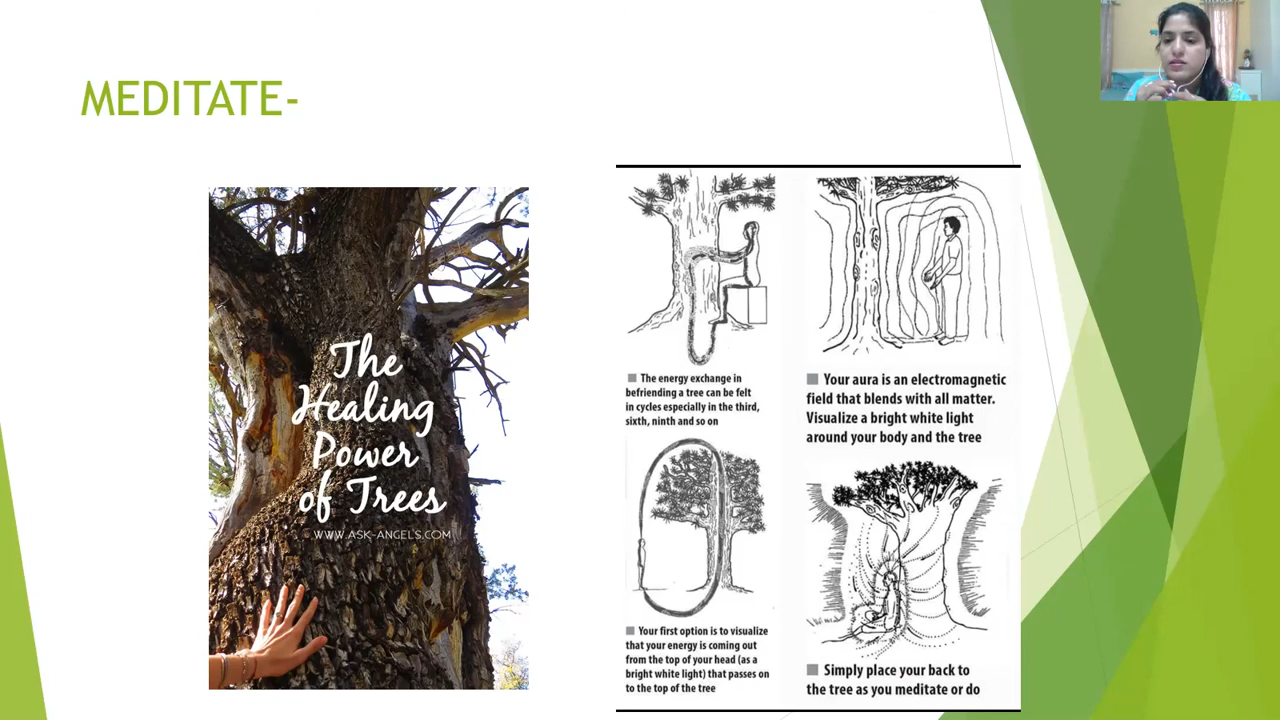 MEDITATE-
The
Healing
Power
of Trees
WWW.ASK-ANGELS.COM
The energy exchange in
befriending a tree can be felt
in cycles especially in the third,
sixth, ninth and so on
Your aura is an electromagnetic
field that blends with all matter.
Visualize a bright white light
around your body and the tree
Your first option is to visualize
that your energy is coming out
from the top of your head (as a
bright white light) that passes on
to the top of the tree
Simply place your back to
the tree as you meditate or do